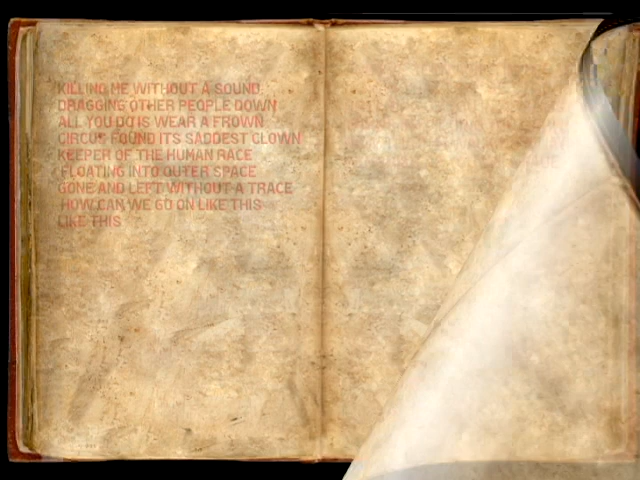 KILLING ME WITHOUT A SOUND
DRAGGING OTHER PEOPLE DOWN
ALL YOU DO IS WEAR A FROWN
CIRCUS FOUND ITS SADDEST CLOWN
KEEPER OF THE HUMAN RACE
FLOATING INTO OUTER SPACE
GONE AND LEFT WITHOUT A TRACE
HOW CAN WE GO ON LIKE THIS
LIKE THIS